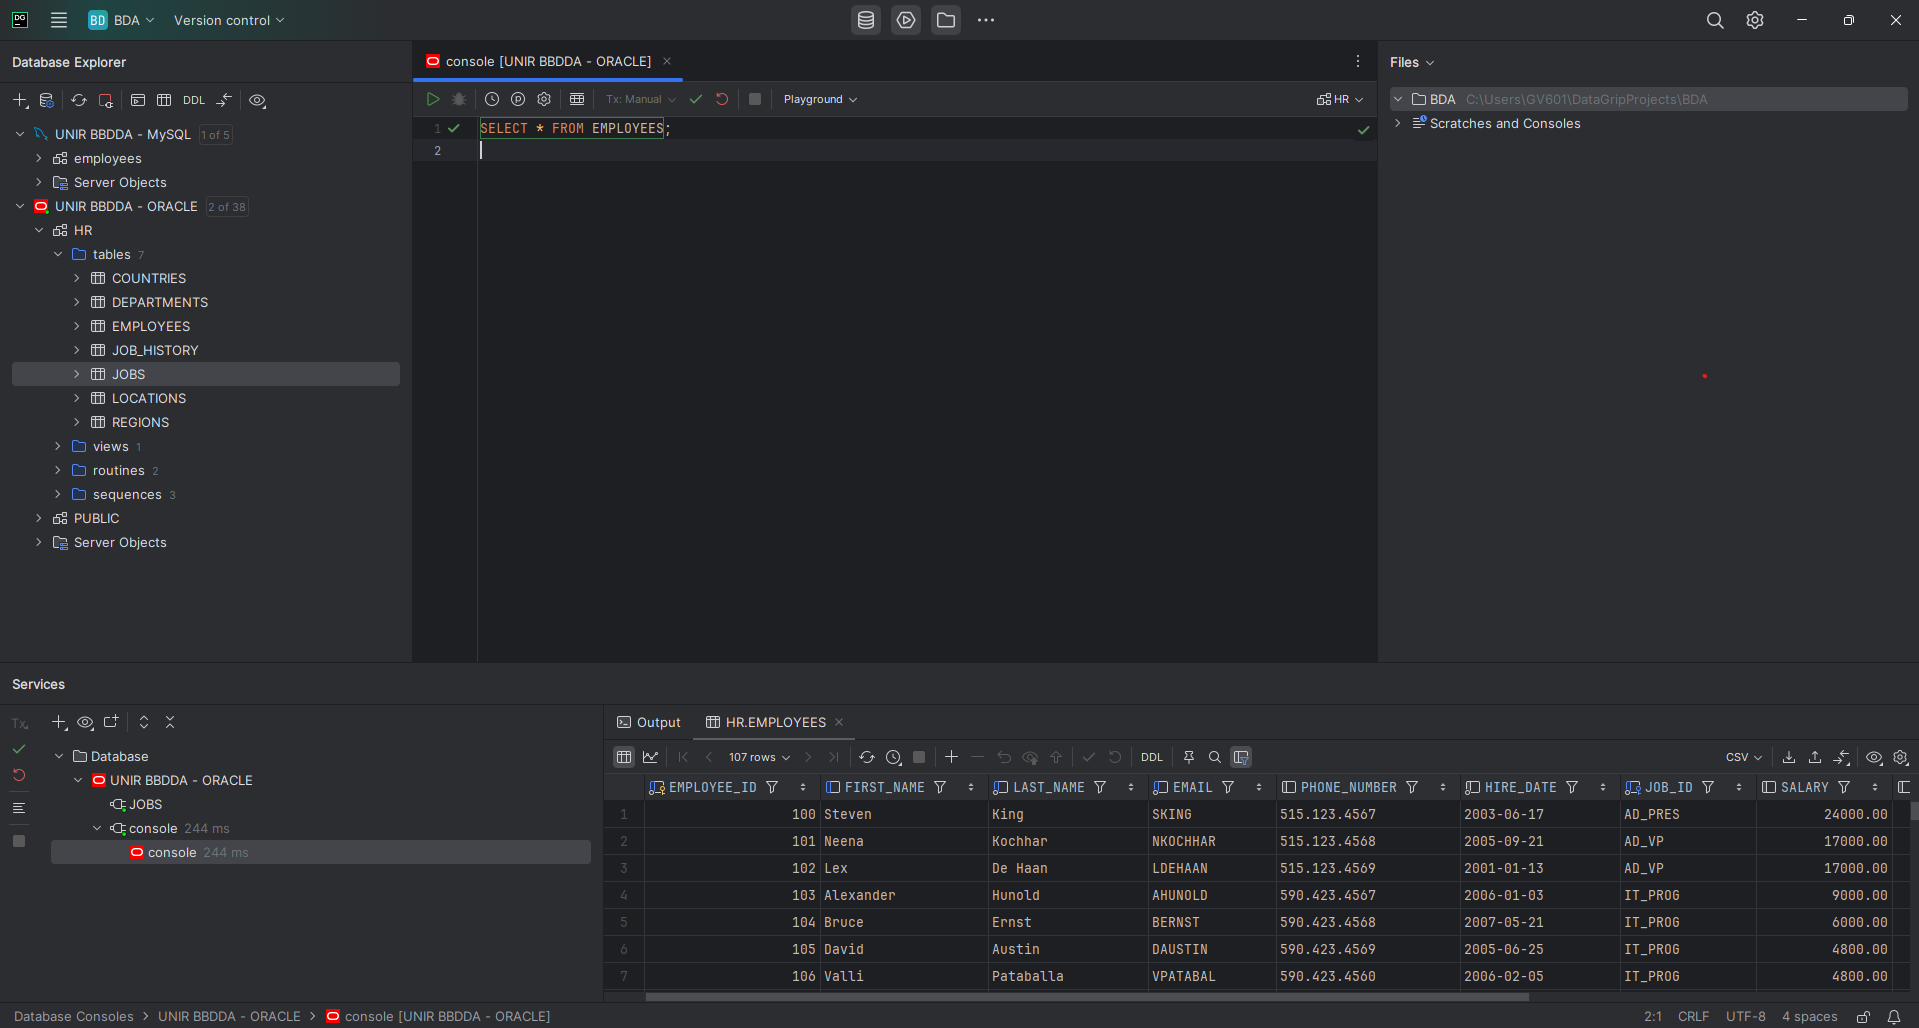 DG
BD BDA Version control
Database Explorer
DDL
UNIR BBDDA - MySQL 1 of 5
employees
Server Objects
UNIR BBDDA - ORACLE 2 of 38
HR
tables 7
COUNTRIES
DEPARTMENTS
EMPLOYEES
JOB_HISTORY
JOBS
LOCATIONS
REGIONS
views 1
routines 2
sequences 3
PUBLIC
Server Objects
console [UNIR BBDDA - ORACLE]
Tx: Manual Playground HR
1 SELECT * FROM EMPLOYEES;
2
Files
BDA C:\Users\GV601\DataGripProjects\BDA
Scratches and Consoles
Services
Tx
Database
UNIR BBDDA - ORACLE
JOBS
console 244 ms
console 244 ms
Output HR.EMPLOYEES
107 rows DDL CSV
EMPLOYEE_ID FIRST_NAME LAST_NAME EMAIL PHONE_NUMBER HIRE_DATE JOB_ID SALARY
1 100 Steven King SKING 515.123.4567 2003-06-17 AD_PRES 24000.00
2 101 Neena Kochhar NKOCHHAR 515.123.4568 2005-09-21 AD_VP 17000.00
3 102 Lex De Haan LDEHAAN 515.123.4569 2001-01-13 AD_VP 17000.00
4 103 Alexander Hunold AHUNOLD 590.423.4567 2006-01-03 IT_PROG 9000.00
5 104 Bruce Ernst BERNST 590.423.4568 2007-05-21 IT_PROG 6000.00
6 105 David Austin DAUSTIN 590.423.4569 2005-06-25 IT_PROG 4800.00
7 106 Valli Pataballa VPATABAL 590.423.4560 2006-02-05 IT_PROG 4800.00
Database Consoles > UNIR BBDDA - ORACLE > console [UNIR BBDDA - ORACLE] 2:1 CRLF UTF-8 4 spaces